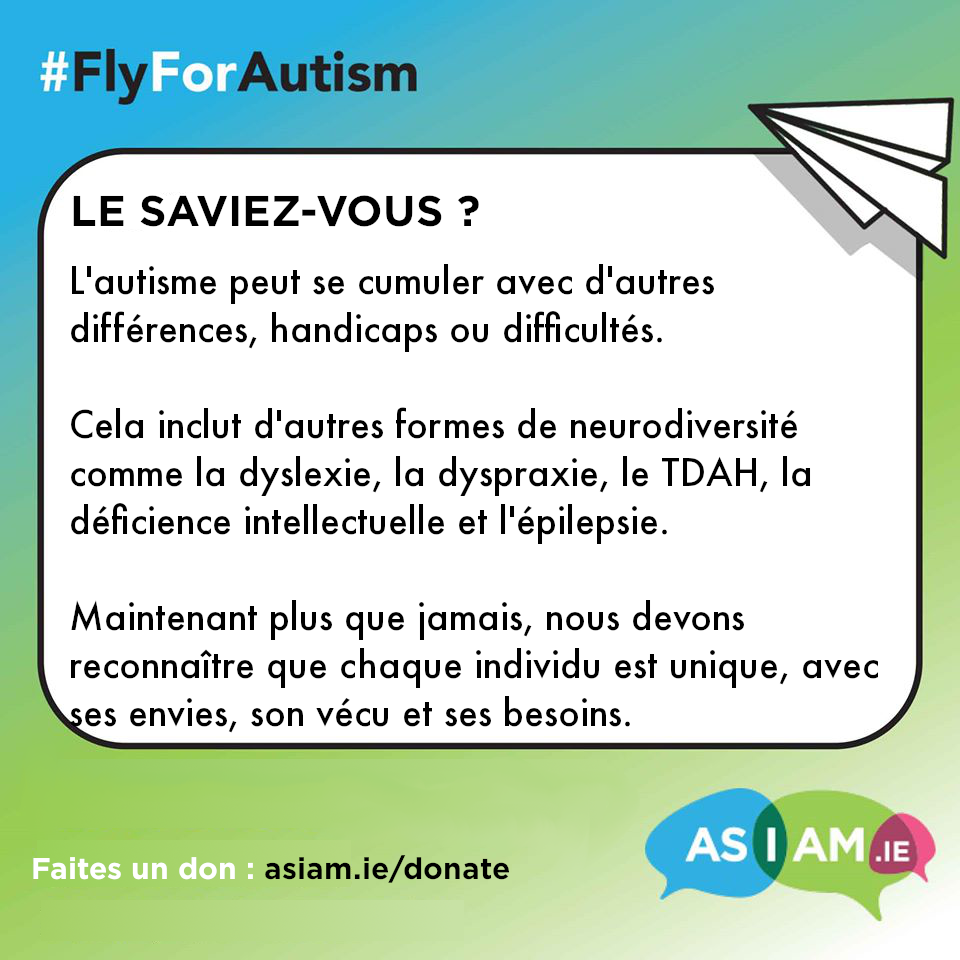 #FlyForAutism
LE SAVIEZ-VOUS ?
L'autisme peut se cumuler avec d'autres
différences, handicaps ou difficultés.
Cela inclut d'autres formes de neurodiversité
comme la dyslexie, la dyspraxie, le TDAH, la
déficience intellectuelle et l'épilepsie.
Maintenant plus que jamais, nous devons
reconnaître que chaque individu est unique, avec
ses envies, son vécu et ses besoins.
AS I AM.IE
Faites un don : asiam.ie/donate